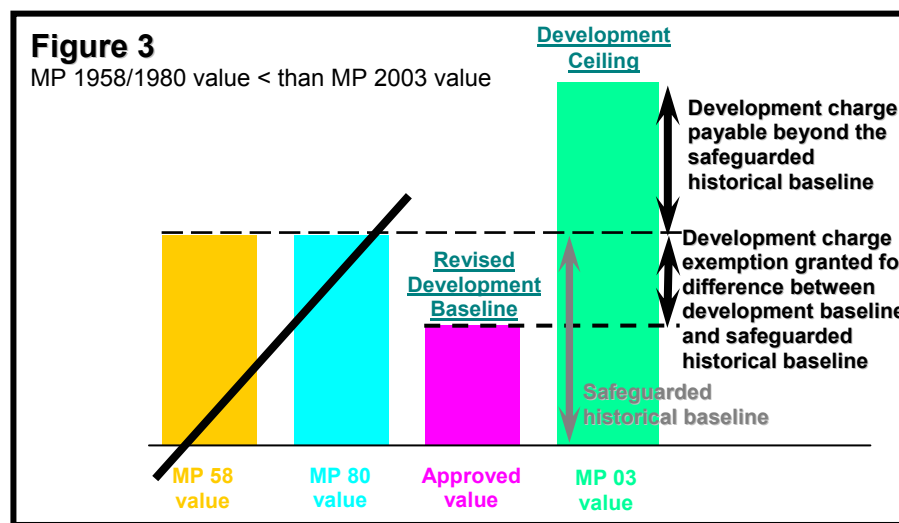 Figure 3
MP 1958/1980 value < than MP 2003 value
Development
Ceiling
Development charge
payable beyond the
safeguarded
historical baseline
Revised
Development
Baseline
Development charge
exemption granted fo
difference between
development baseline
and safeguarded
historical baseline
Safeguarded
historical baseline
MP 58
value
MP 80
value
Approved
value
MP 03
value